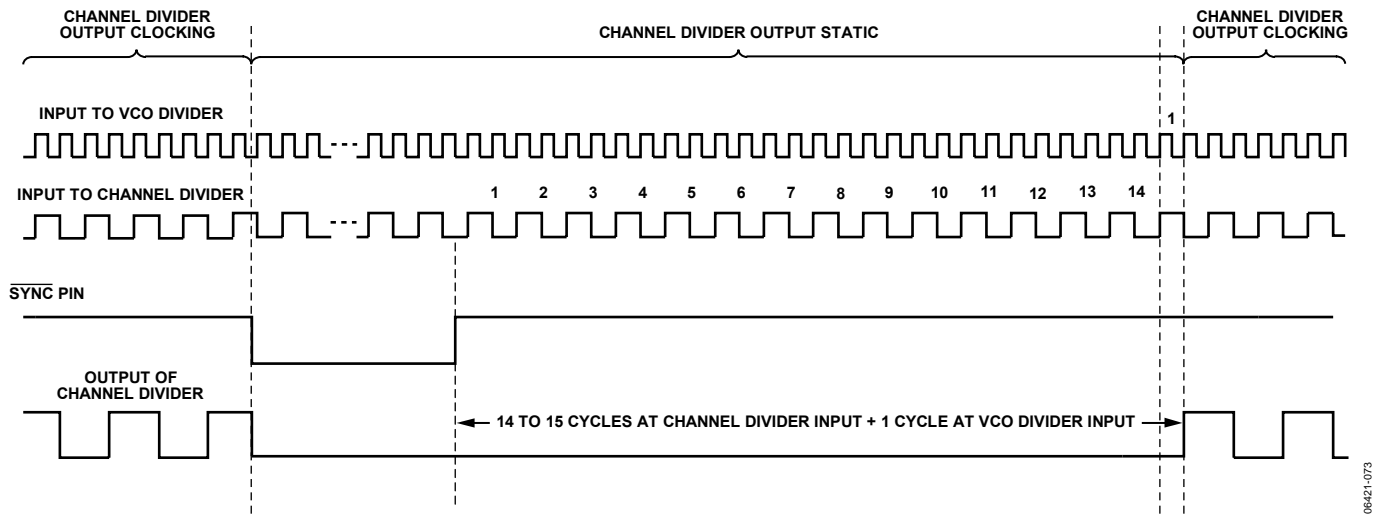 CHANNEL DIVIDER
OUTPUT CLOCKING
CHANNEL DIVIDER OUTPUT STATIC
CHANNEL DIVIDER
OUTPUT CLOCKING
INPUT TO VCO DIVIDER
1
INPUT TO CHANNEL DIVIDER
1 2 3 4 5 6 7 8 9 10 11 12 13 14
SYNC PIN
OUTPUT OF
CHANNEL DIVIDER
14 TO 15 CYCLES AT CHANNEL DIVIDER INPUT + 1 CYCLE AT VCO DIVIDER INPUT
06421-073